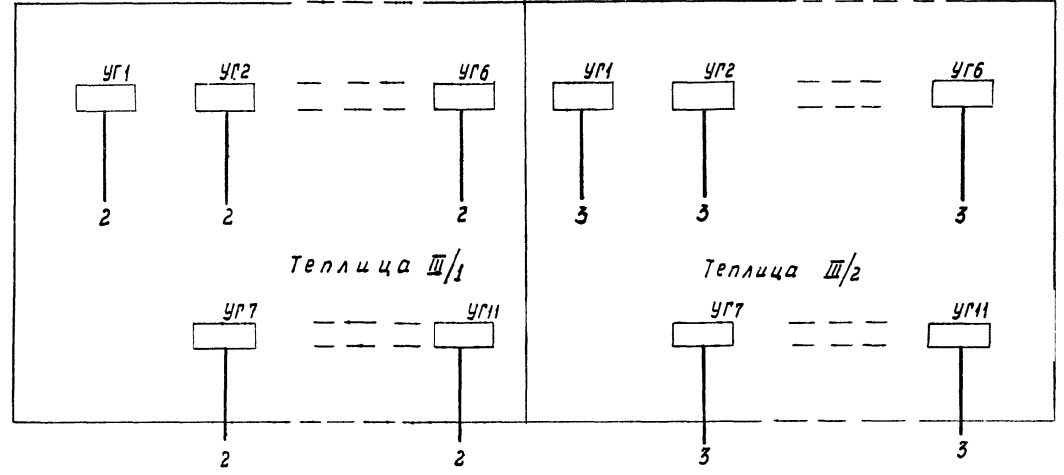 УГ1 УГ2 УГ6 УГ1 УГ2 УГ6
2 2 2 3 3 3
Теплица III/1 Теплица III/2
УГ7 УГ11 УГ7 УГ11
2 2 3 3